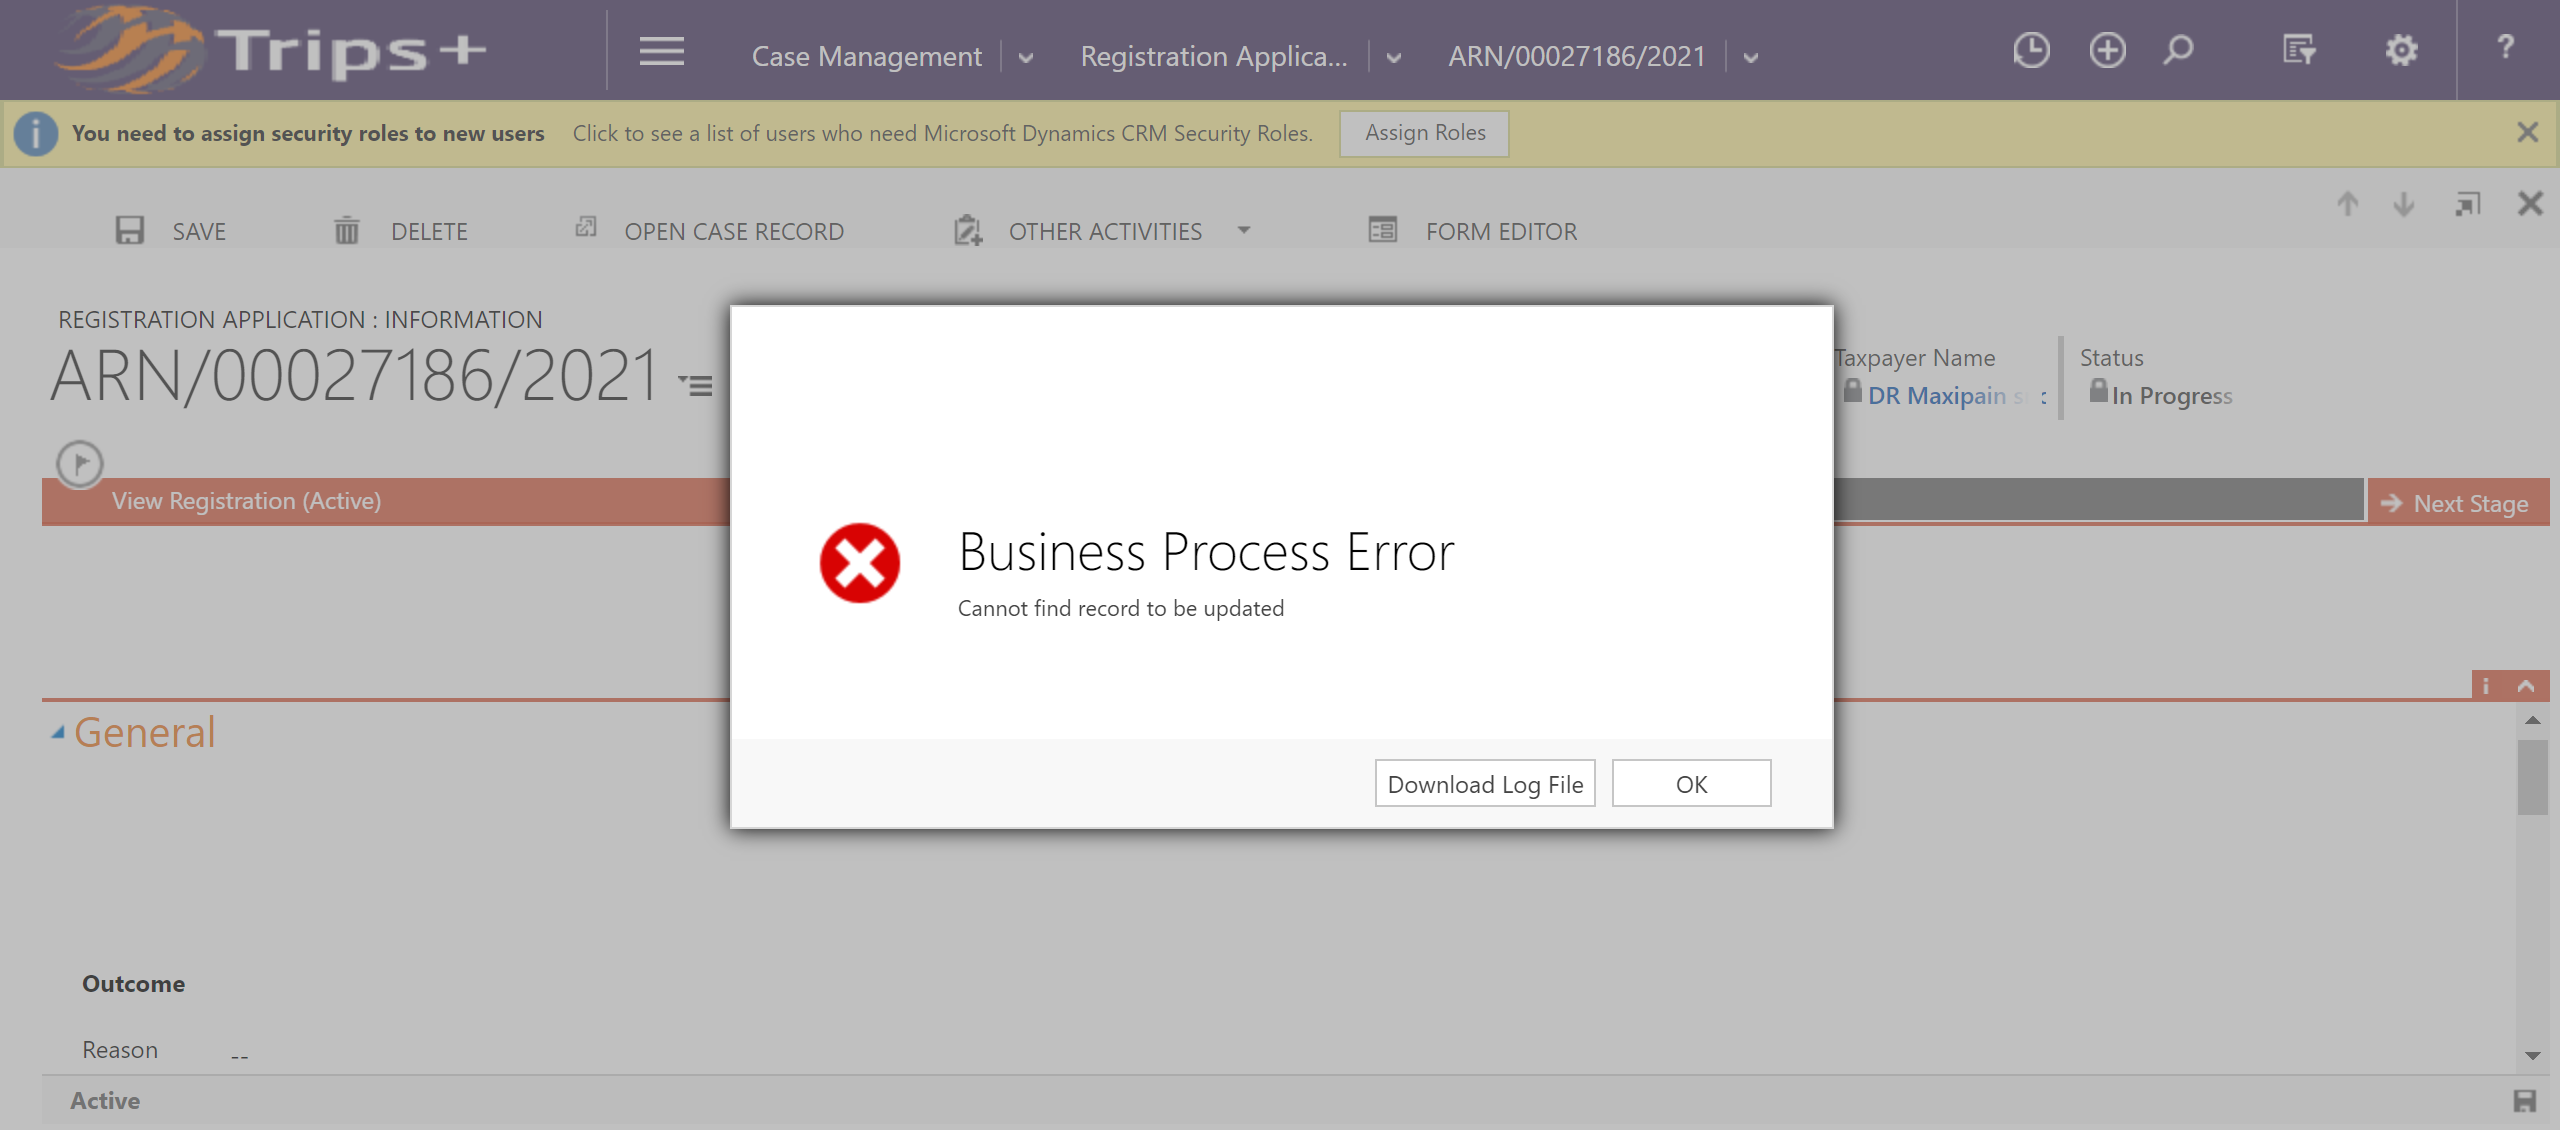 Trips+
Case Management
Registration Applica...
ARN/00027186/2021
?
You need to assign security roles to new users Click to see a list of users who need Microsoft Dynamics CRM Security Roles. Assign Roles
SAVE DELETE OPEN CASE RECORD OTHER ACTIVITIES FORM EDITOR
REGISTRATION APPLICATION : INFORMATION
ARN/00027186/2021
Taxpayer Name Status
DR Maxipain In Progress
View Registration (Active)
Next Stage
Business Process Error
Cannot find record to be updated
Download Log File OK
General
Outcome
Reason --
Active